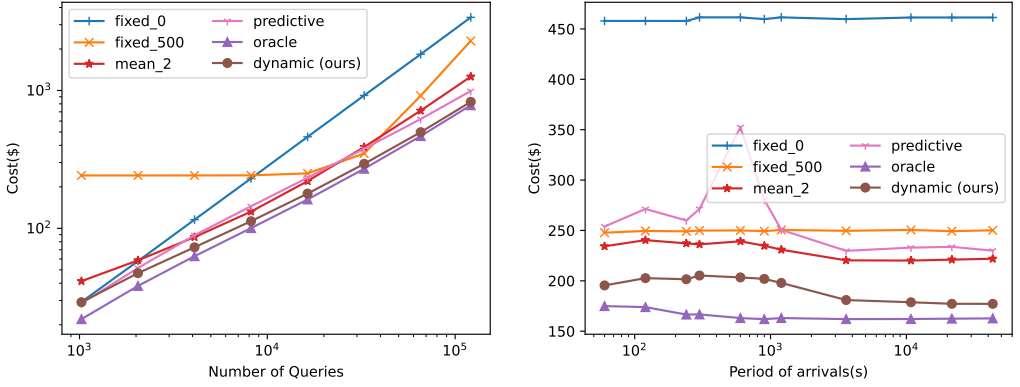 fixed_0
fixed_500
mean_2
predictive
oracle
dynamic (ours)
Cost($)
10³
10²
10³
10⁴
10⁵
Number of Queries
fixed_0
fixed_500
mean_2
predictive
oracle
dynamic (ours)
Cost($)
450
400
350
300
250
200
150
10²
10³
10⁴
Period of arrivals(s)